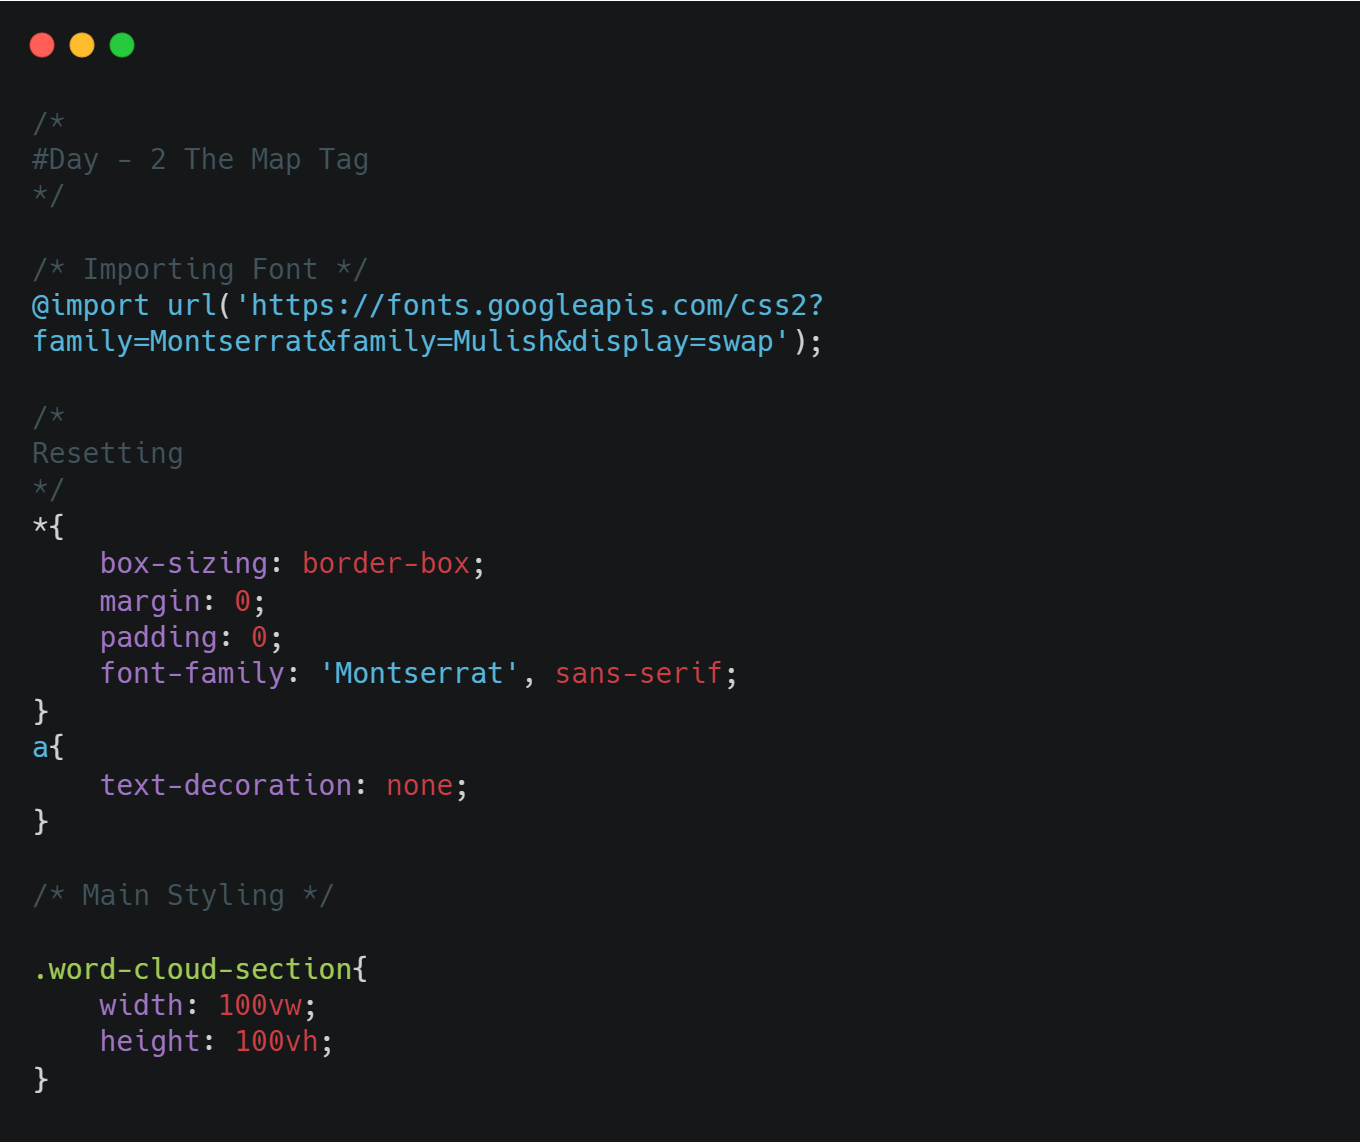 /*
#Day - 2 The Map Tag
*/

/* Importing Font */
@import url('https://fonts.googleapis.com/css2?
family=Montserrat&family=Mulish&display=swap');

/*
Resetting
*/
*{
    box-sizing: border-box;
    margin: 0;
    padding: 0;
    font-family: 'Montserrat', sans-serif;
}
a{
    text-decoration: none;
}

/* Main Styling */

.word-cloud-section{
    width: 100vw;
    height: 100vh;
}